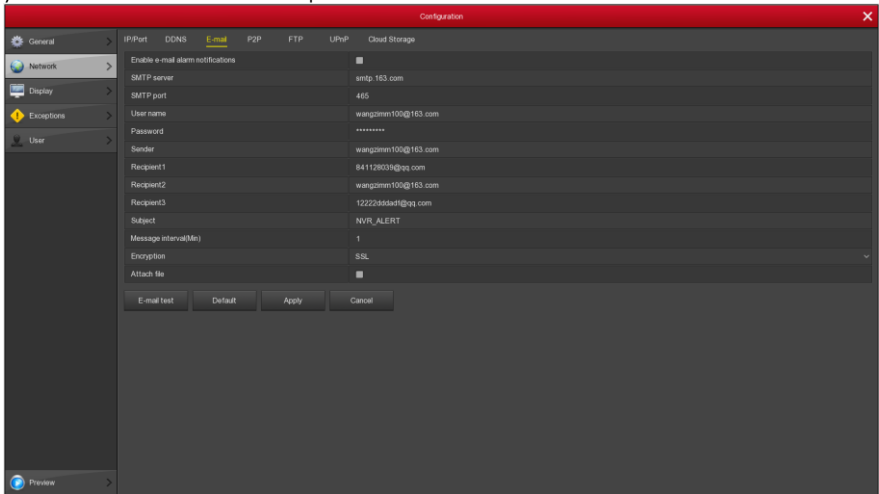 Configuration
General
Network
Display
Exceptions
User
Preview
IP/Port DDNS E-mail P2P FTP UPnP Cloud Storage
Enable e-mail alarm notifications
SMTP server smtp.163.com
SMTP port 465
User name wangzimm100@163.com
Password *********
Sender wangzimm100@163.com
Recipient1 841128039@qq.com
Recipient2 wangzimm100@163.com
Recipient3 12222dddadf@qq.com
Subject NVR_ALERT
Message interval(Min) 1
Encryption SSL
Attach file
E-mail test Default Apply Cancel